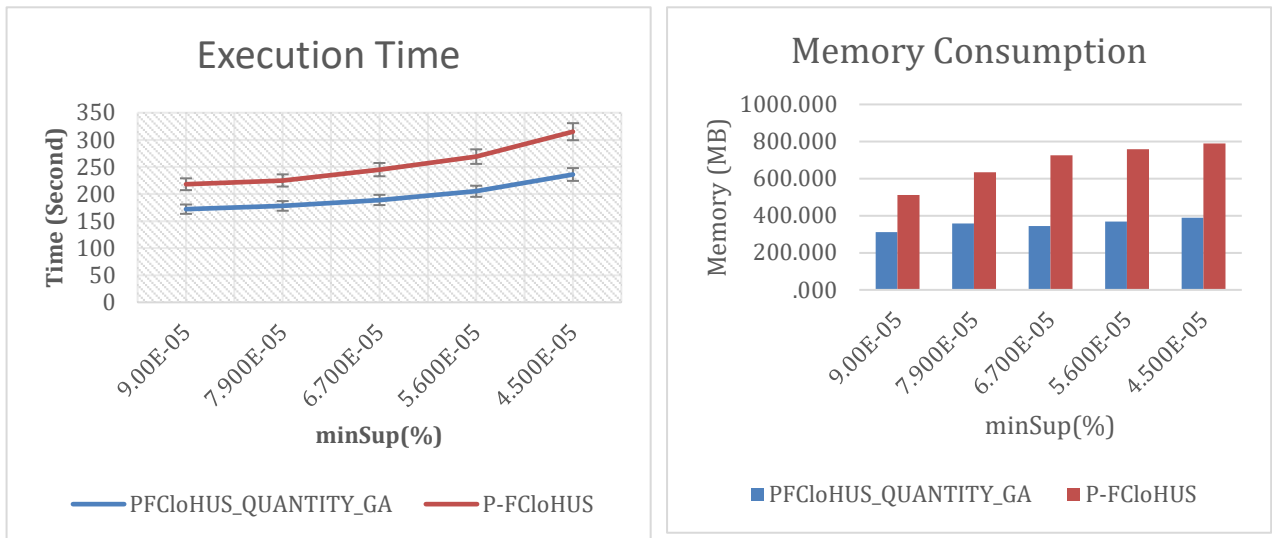 Execution Time
Time (Second)
350
300
250
200
150
100
50
0
9.00E-05
7.900E-05
6.700E-05
5.600E-05
4.500E-05
minSup(%)
PFCloHUS_QUANTITY_GA
P-FCloHUS
Memory Consumption
Memory (MB)
1000.000
800.000
600.000
400.000
200.000
.000
9.00E-05
7.900E-05
6.700E-05
5.600E-05
4.500E-05
minSup(%)
PFCloHUS_QUANTITY_GA
P-FCloHUS